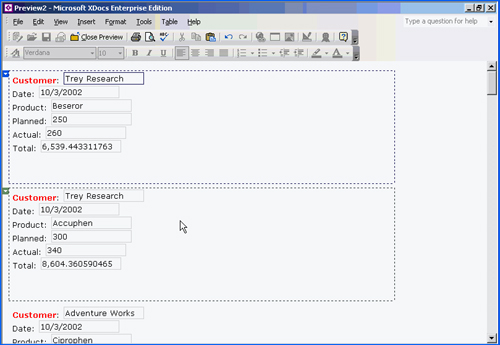 Preview2 - Microsoft XDocs Enterprise Edition
File Edit View Insert Format Tools Table Help Type a question for help
Close Preview
Verdana 10 B I U
Customer: Trey Research
Date: 10/3/2002
Product: Beseror
Planned: 250
Actual: 260
Total: 6,539.443311763
Customer: Trey Research
Date: 10/3/2002
Product: Accuphen
Planned: 300
Actual: 340
Total: 8,604.360590465
Customer: Adventure Works
Date: 10/3/2002
Product: Ciprophen